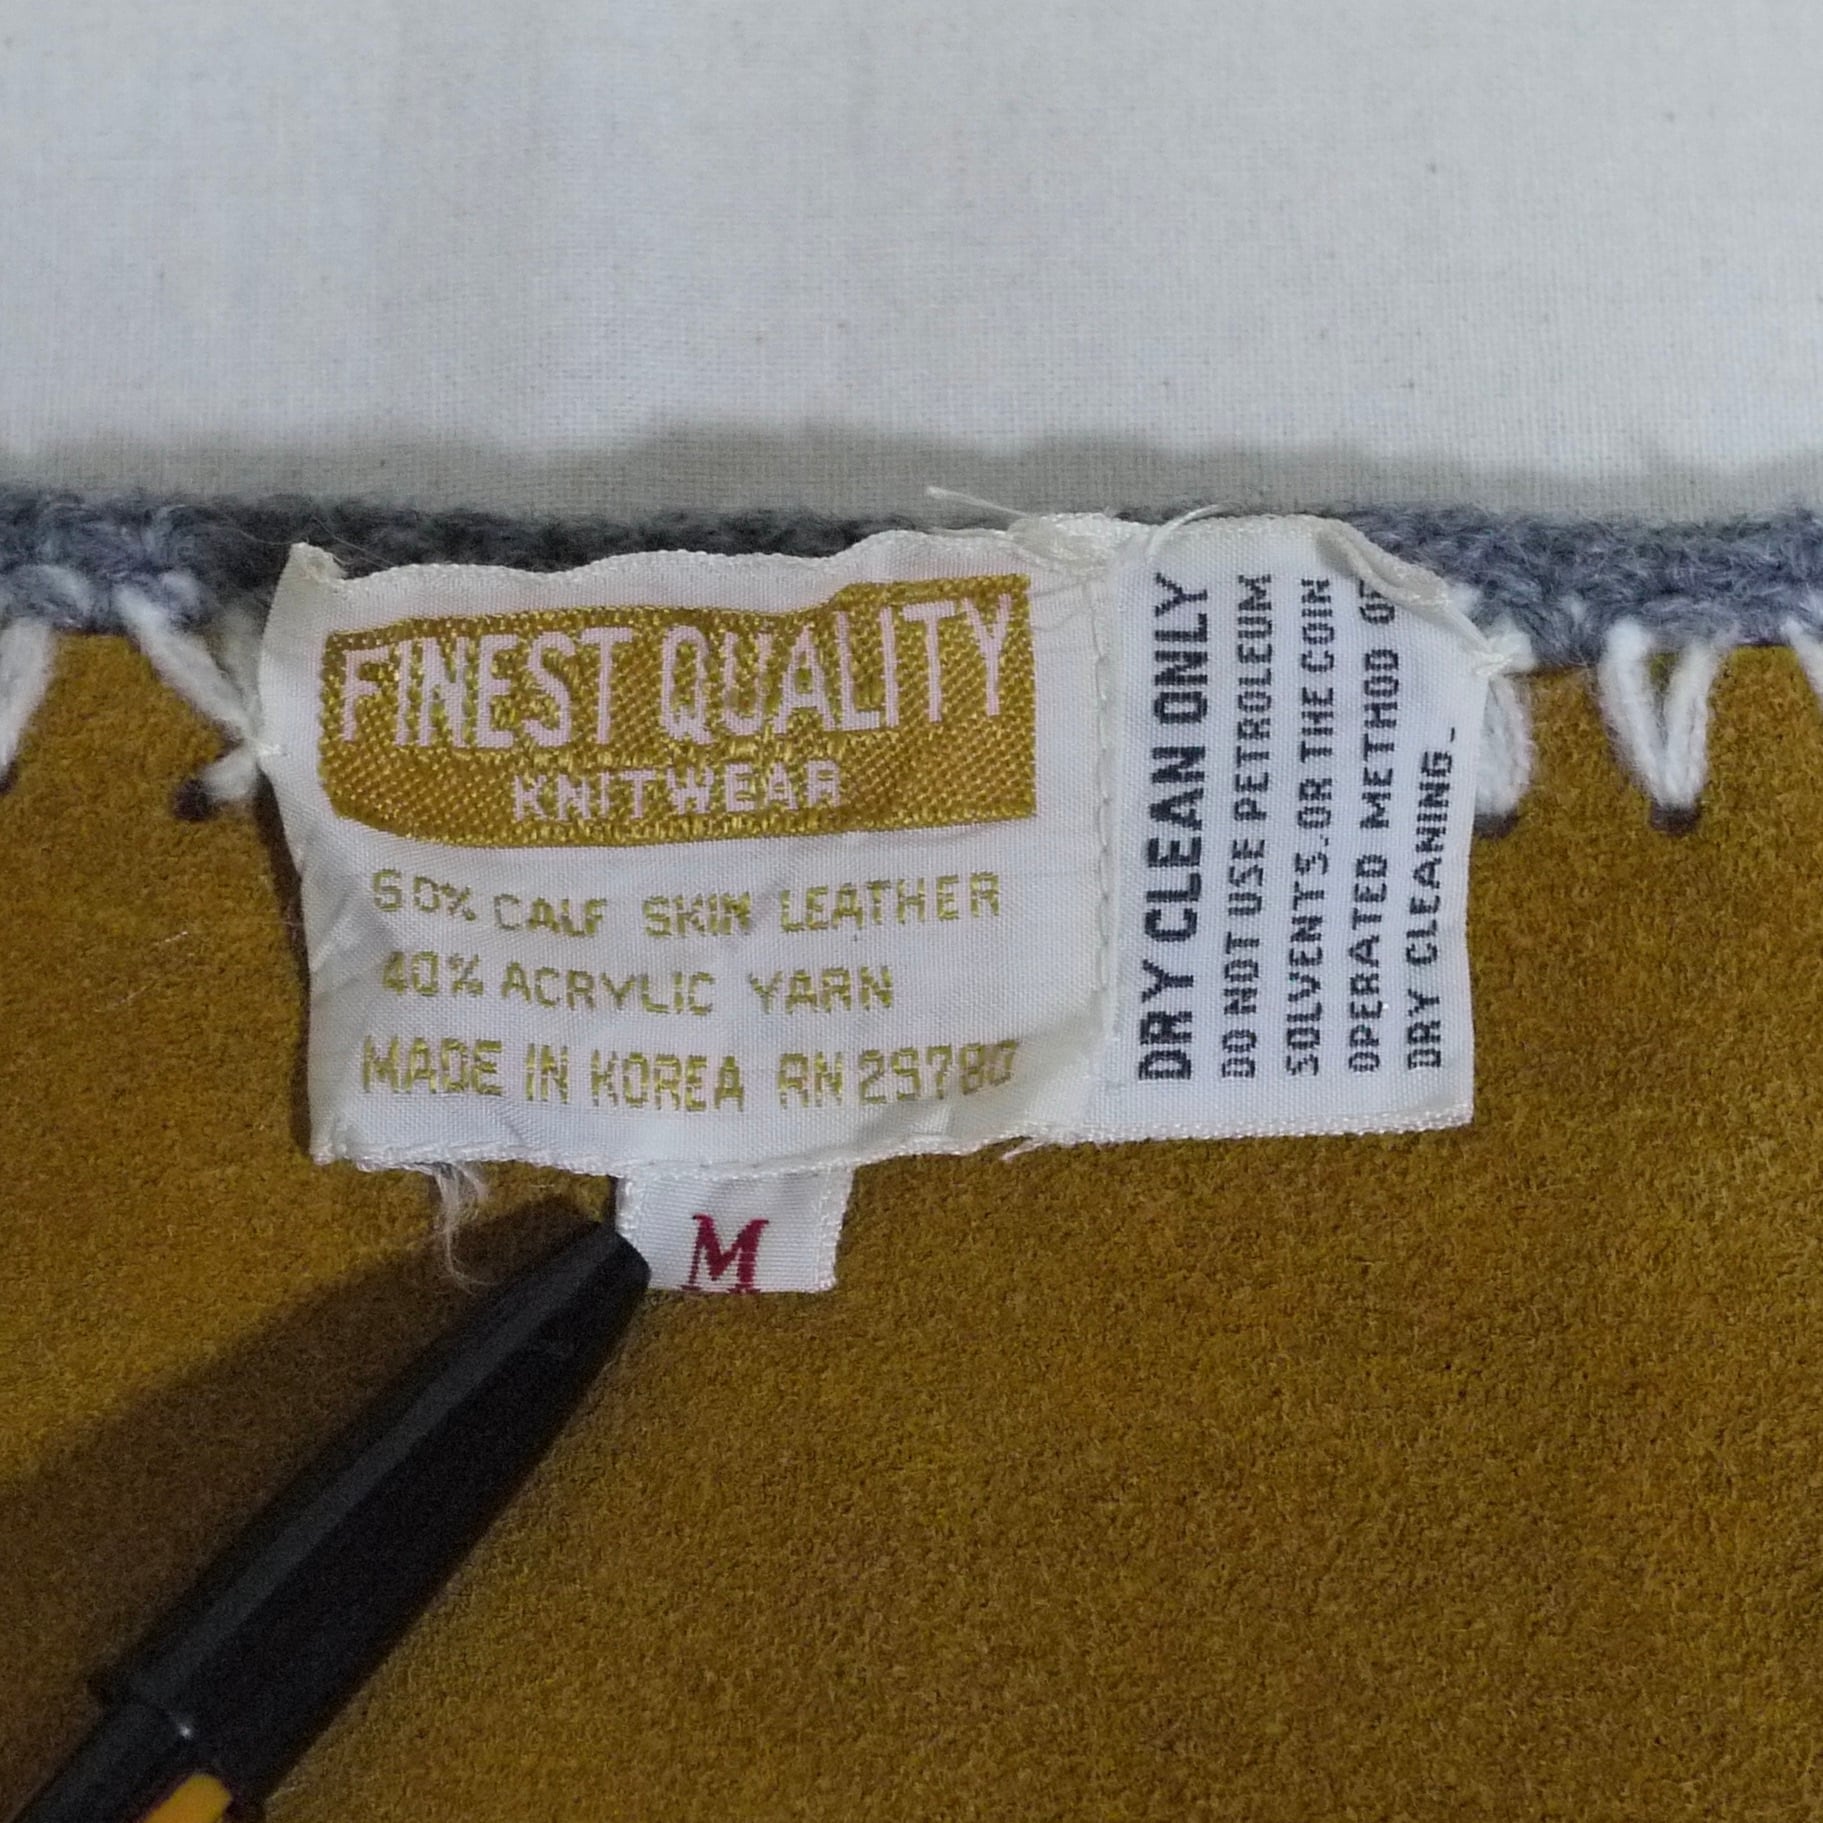 FINEST QUALITY
KNITWEAR
60% CALF SKIN LEATHER
40% ACRYLIC YARN
MADE IN KOREA RN 29780
M
DRY CLEAN ONLY
DO NOT USE PETROLEUM
SOLVENTS.OR THE COIN
OPERATED METHOD OF
DRY CLEANING.